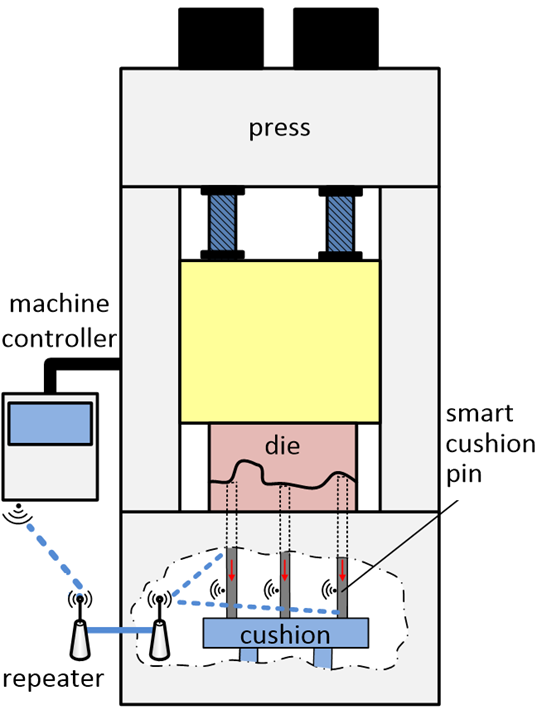 press
machine
controller
die
smart
cushion
pin
cushion
repeater